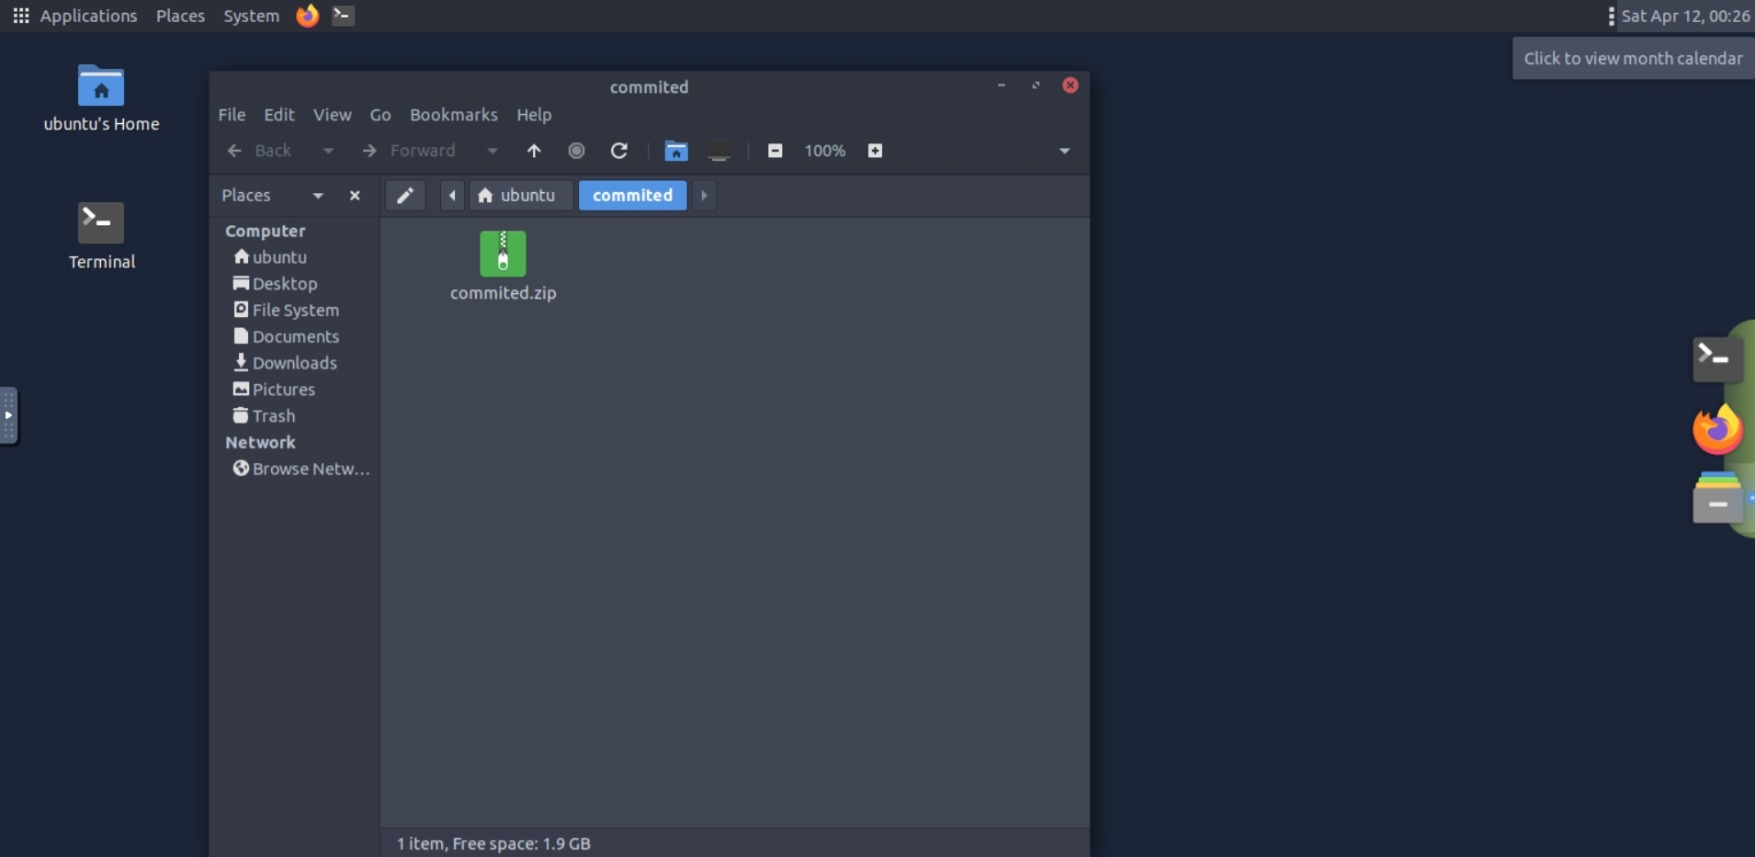 Applications Places System
Sat Apr 12, 00:26
Click to view month calendar
ubuntu's Home
Terminal
commited
File Edit View Go Bookmarks Help
Back Forward 100%
Places
ubuntu commited
Computer
ubuntu
Desktop
File System
Documents
Downloads
Pictures
Trash
Network
Browse Netw...
commited.zip
1 item, Free space: 1.9 GB